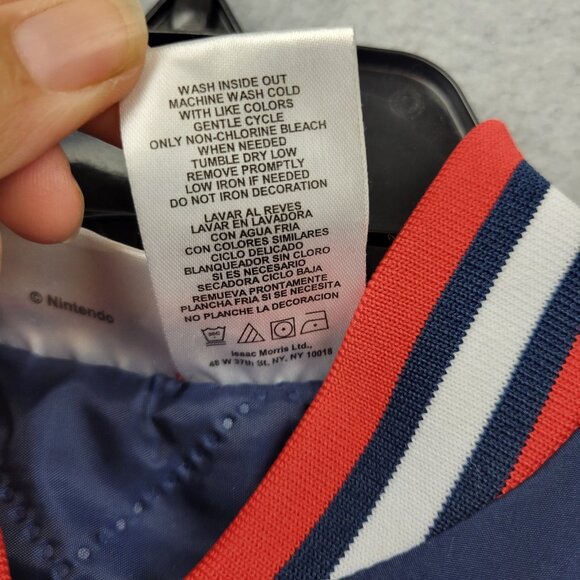 WASH INSIDE OUT
MACHINE WASH COLD
WITH LIKE COLORS
GENTLE CYCLE
ONLY NON-CHLORINE BLEACH
WHEN NEEDED
TUMBLE DRY LOW
REMOVE PROMPTLY
LOW IRON IF NEEDED
DO NOT IRON DECORATION
LAVAR AL REVES
LAVAR EN LAVADORA
CON AGUA FRIA
CON COLORES SIMILARES
CICLO DELICADO
BLANQUEADOR SIN CLORO
SI ES NECESARIO
SECADORA CICLO BAJA
REMUEVA PRONTAMENTE
PLANCHA FRIA SI SE NECESITA
NO PLANCHE LA DECORACION
Isaac Morris Ltd.,
48 W 37th St, NY, NY 10018
© Nintendo